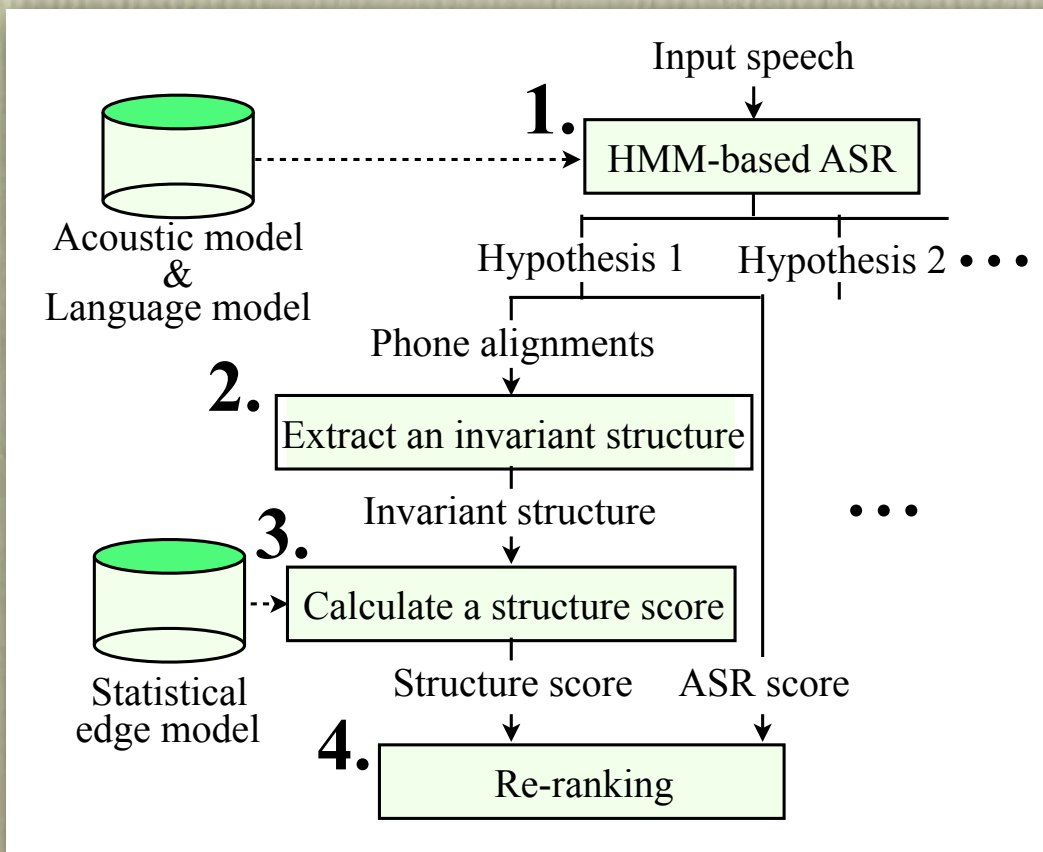 Input speech
1.
HMM-based ASR
Acoustic model
&
Language model
Hypothesis 1
Hypothesis 2 • • •
Phone alignments
2.
Extract an invariant structure
Invariant structure
• • •
3.
Calculate a structure score
Statistical
edge model
Structure score
ASR score
4.
Re-ranking